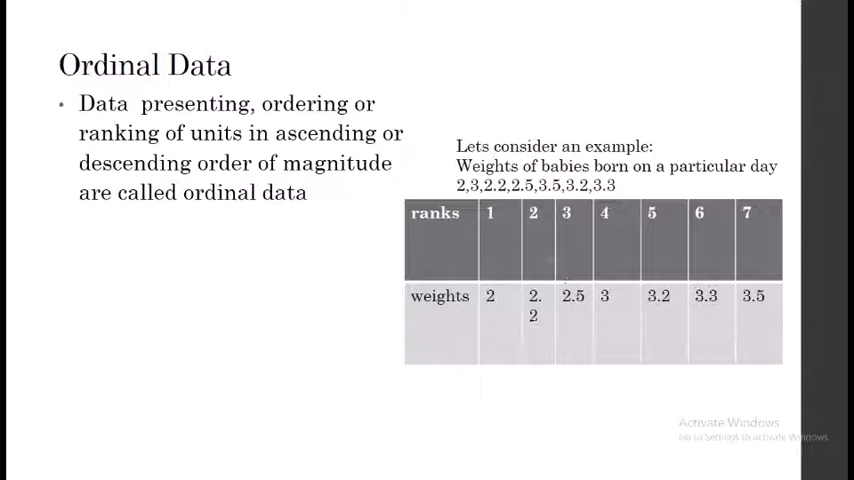 Ordinal Data
• Data presenting, ordering or
ranking of units in ascending or
descending order of magnitude
are called ordinal data
Lets consider an example:
Weights of babies born on a particular day
2,3,2.2,2.5,3.5,3.2,3.3
ranks 1 2 3 4 5 6 7
weights 2 2. 2.5 3 3.2 3.3 3.5
2
Activate Windows
Go to Settings to activate Windows.